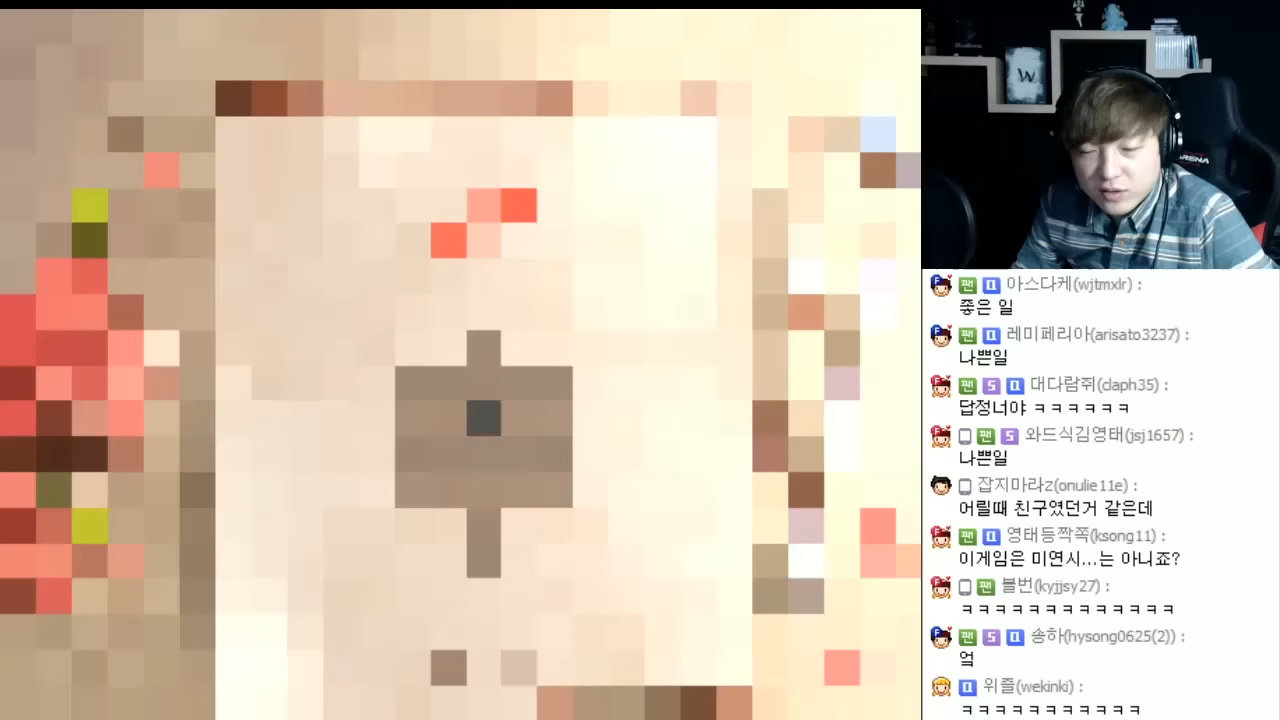 W
ARENA
아스다케(wjtmxlr) :
좋은 일
레미페리아(arisato3237) :
나쁜일
대다람쥐(claph35) :
답정너야 ㅋㅋㅋㅋㅋㅋ
와드식김영태(jsj1657) :
나쁜일
잡지마라z(onulie11e) :
어릴때 친구였던거 같은데
영태등짝쪽(ksong11) :
이게임은 미연시...는 아니죠?
볼번(kyjjsy27) :
ㅋㅋㅋㅋㅋㅋㅋㅋㅋㅋㅋㅋㅋ
송하(hysong0625(2)) :
엌
위즐(wekinki) :
ㅋㅋㅋㅋㅋㅋㅋㅋㅋㅋㅋ